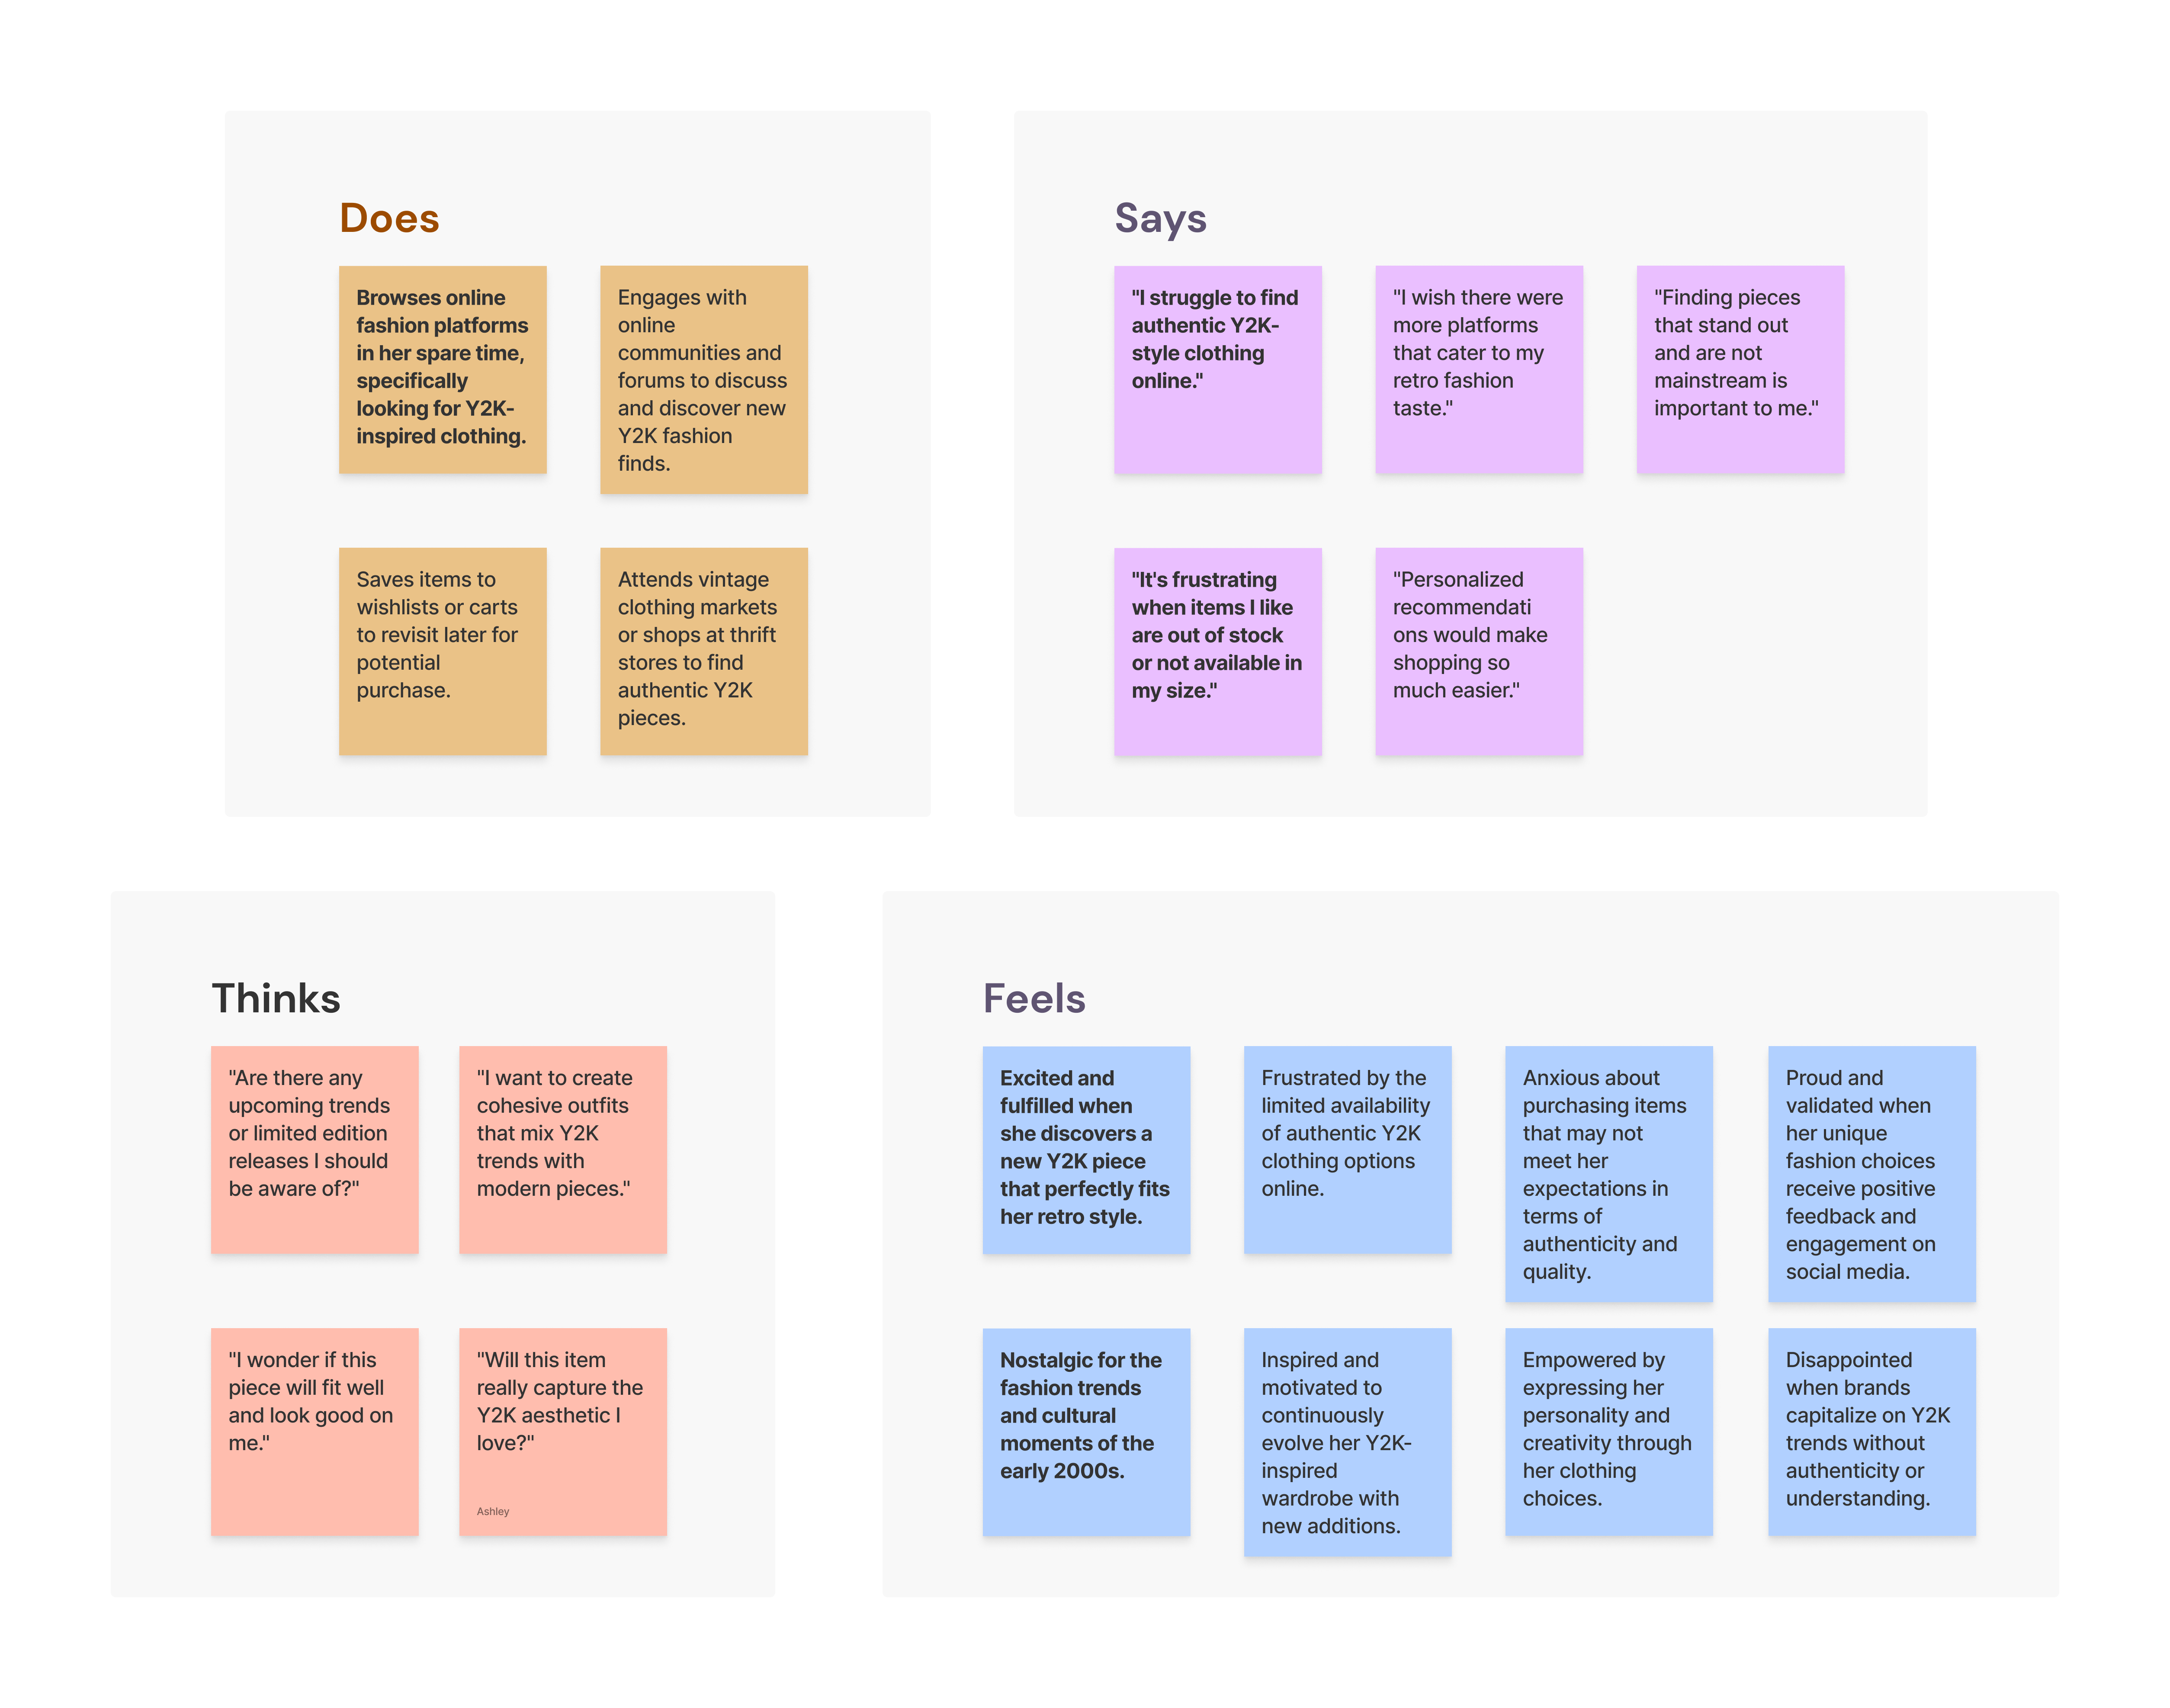 Does
Browses online
fashion platforms
in her spare time,
specifically
looking for Y2K-
inspired clothing.
Engages with
online
communities and
forums to discuss
and discover new
Y2K fashion
finds.
Saves items to
wishlists or carts
to revisit later for
potential
purchase.
Attends vintage
clothing markets
or shops at thrift
stores to find
authentic Y2K
pieces.
Says
"I struggle to find
authentic Y2K-
style clothing
online."
"I wish there were
more platforms
that cater to my
retro fashion
taste."
"Finding pieces
that stand out
and are not
mainstream is
important to me."
"It's frustrating
when items I like
are out of stock
or not available in
my size."
"Personalized
recommendati
ons would make
shopping so
much easier."
Thinks
"Are there any
upcoming trends
or limited edition
releases I should
be aware of?"
"I want to create
cohesive outfits
that mix Y2K
trends with
modern pieces."
"I wonder if this
piece will fit well
and look good on
me."
"Will this item
really capture the
Y2K aesthetic I
love?"
Ashley
Feels
Excited and
fulfilled when
she discovers a
new Y2K piece
that perfectly fits
her retro style.
Frustrated by the
limited availability
of authentic Y2K
clothing options
online.
Anxious about
purchasing items
that may not
meet her
expectations in
terms of
authenticity and
quality.
Proud and
validated when
her unique
fashion choices
receive positive
feedback and
engagement on
social media.
Nostalgic for the
fashion trends
and cultural
moments of the
early 2000s.
Inspired and
motivated to
continuously
evolve her Y2K-
inspired
wardrobe with
new additions.
Empowered by
expressing her
personality and
creativity through
her clothing
choices.
Disappointed
when brands
capitalize on Y2K
trends without
authenticity or
understanding.